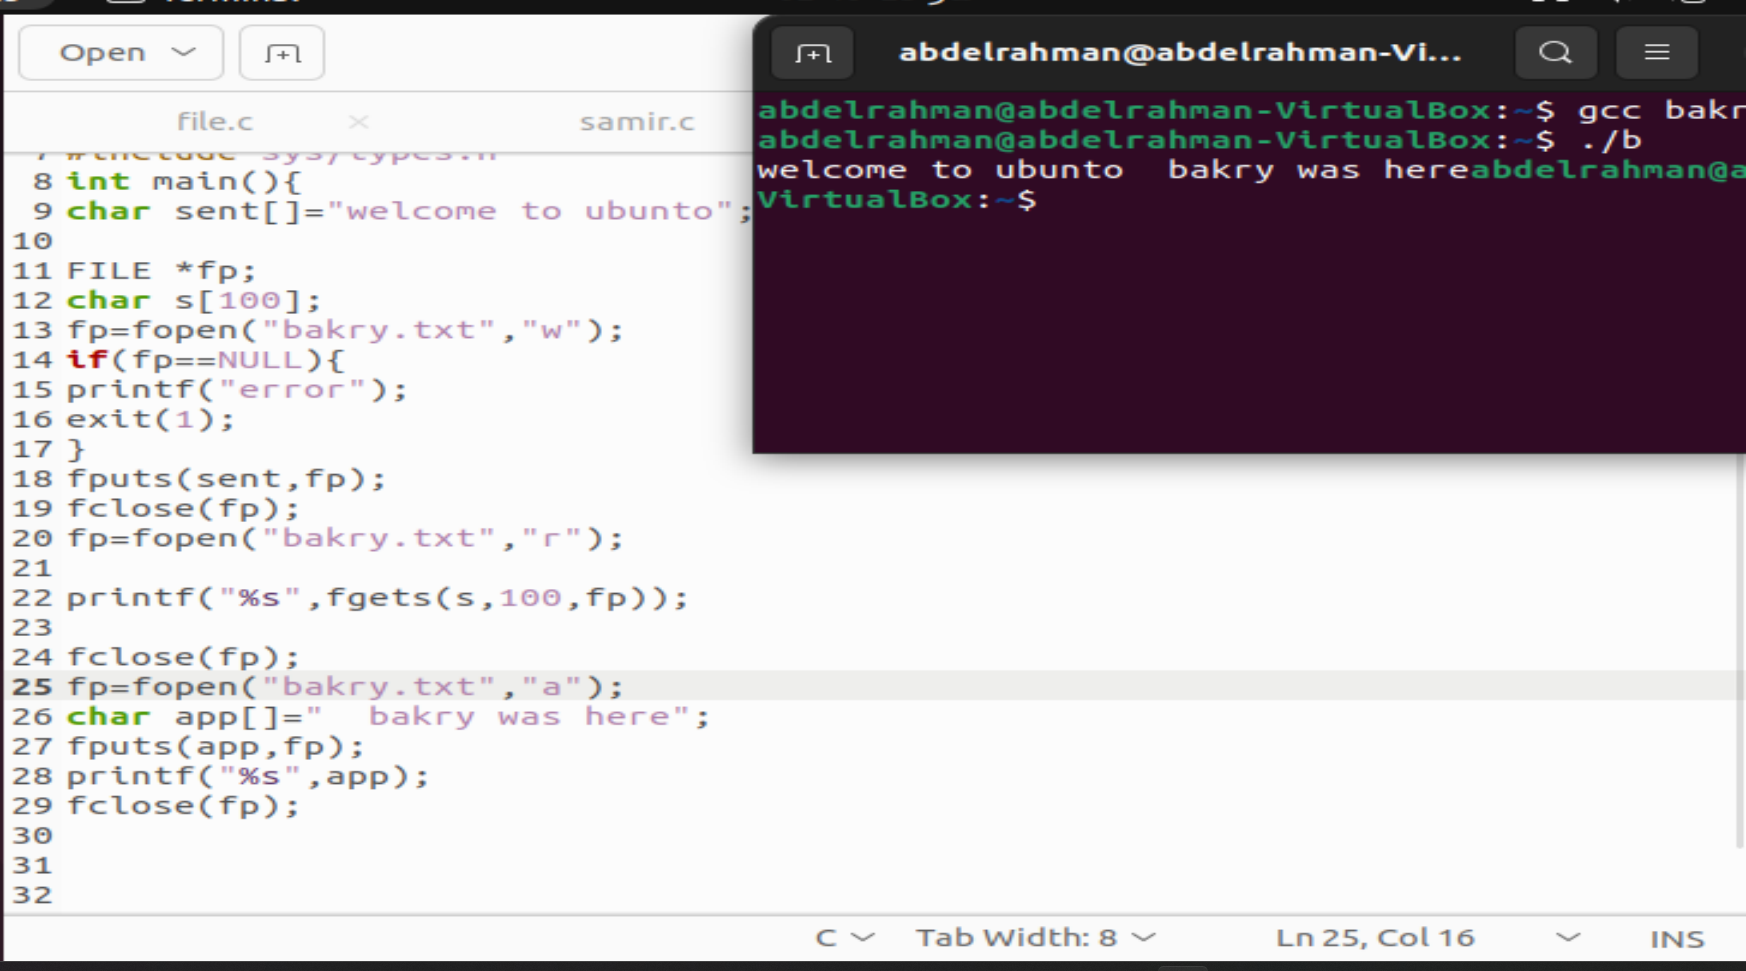 Open
file.c
samir.c
7 #include sys/types.h
8 int main(){
9 char sent[]="welcome to ubunto";
10
11 FILE *fp;
12 char s[100];
13 fp=fopen("bakry.txt","w");
14 if(fp==NULL){
15 printf("error");
16 exit(1);
17 }
18 fputs(sent,fp);
19 fclose(fp);
20 fp=fopen("bakry.txt","r");
21
22 printf("%s",fgets(s,100,fp));
23
24 fclose(fp);
25 fp=fopen("bakry.txt","a");
26 char app[]="  bakry was here";
27 fputs(app,fp);
28 printf("%s",app);
29 fclose(fp);
30
31
32
abdelrahman@abdelrahman-Vi...
abdelrahman@abdelrahman-VirtualBox:~$ gcc bakr
abdelrahman@abdelrahman-VirtualBox:~$ ./b
welcome to ubunto  bakry was hereabdelrahman@a
VirtualBox:~$
C Tab Width: 8 Ln 25, Col 16 INS